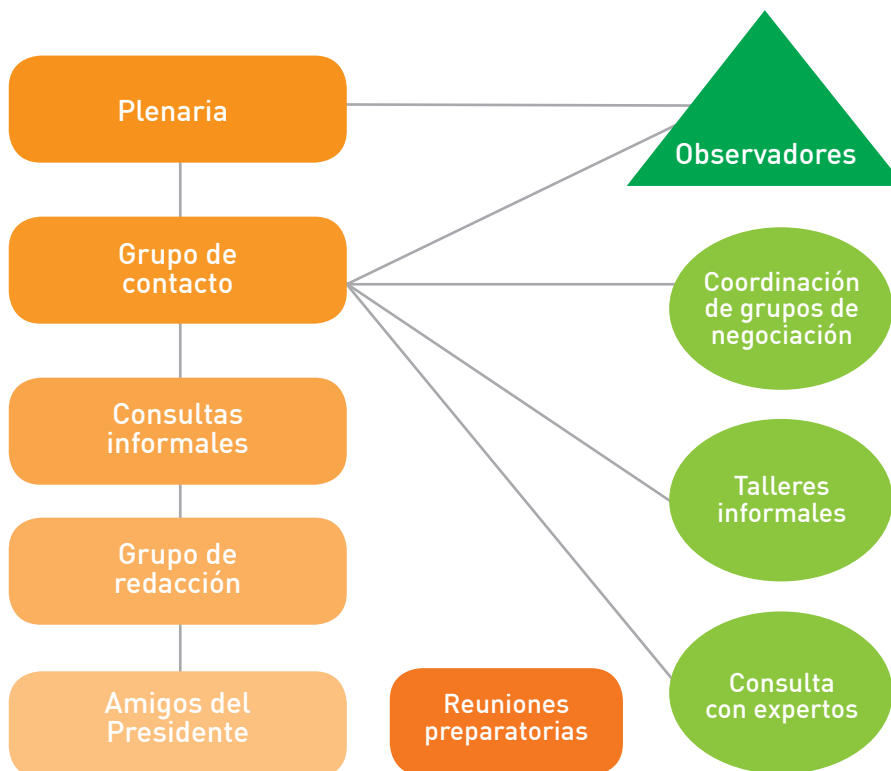 Plenaria
Observadores
Grupo de
contacto
Coordinación
de grupos de
negociación
Consultas
informales
Talleres
informales
Grupo de
redacción
Amigos del
Presidente
Reuniones
preparatorias
Consulta
con expertos